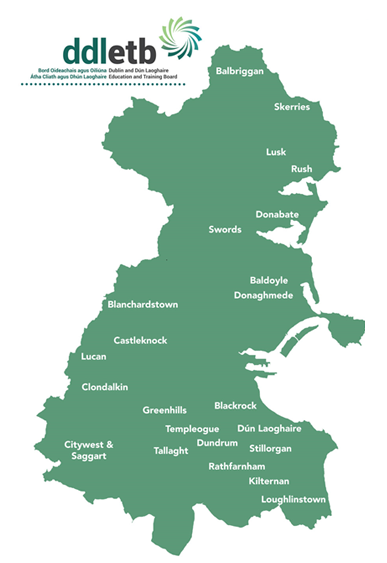 ddletb
Bord Oideachais agus Oiliúna Dublin and Dún Laoghaire
Átha Cliath agus Dhún Laoghaire Education and Training Board
Balbriggan
Skerries
Lusk
Rush
Donabate
Swords
Baldoyle
Donaghmede
Blanchardstown
Castleknock
Lucan
Clondalkin
Greenhills
Blackrock
Templeogue
Dún Laoghaire
Dundrum
Citywest &
Saggart
Tallaght
Stillorgan
Rathfarnham
Kilternan
Loughlinstown